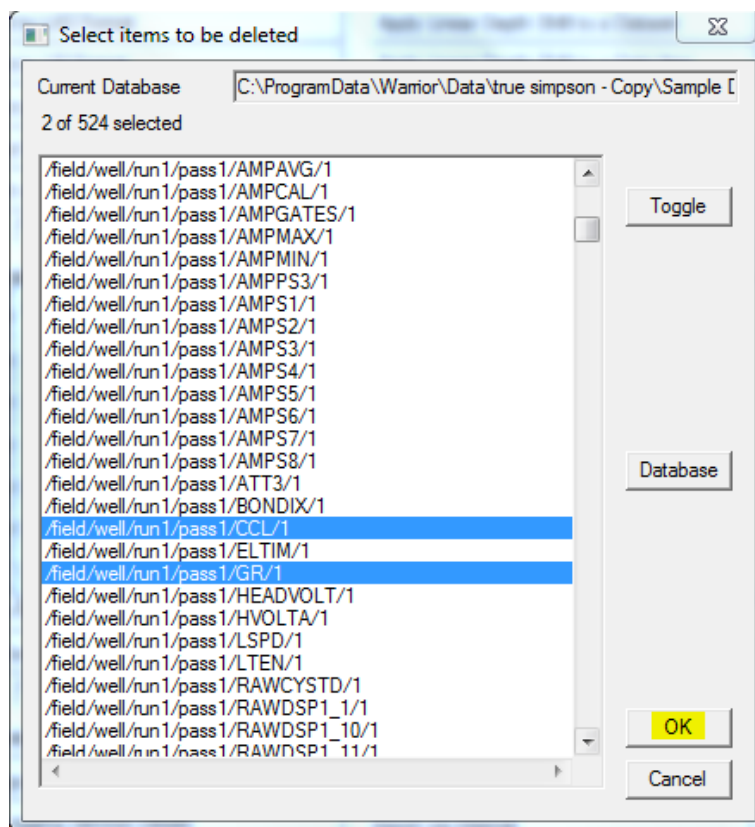 Select items to be deleted
Current Database
C:\ProgramData\Warrior\Data\true simpson - Copy\Sample D
2 of 524 selected
/field/well/run1/pass1/AMPAVG/1
/field/well/run1/pass1/AMPCAL/1
/field/well/run1/pass1/AMPGATES/1
/field/well/run1/pass1/AMPMAX/1
/field/well/run1/pass1/AMPMIN/1
/field/well/run1/pass1/AMPPS3/1
/field/well/run1/pass1/AMPS1/1
/field/well/run1/pass1/AMPS2/1
/field/well/run1/pass1/AMPS3/1
/field/well/run1/pass1/AMPS4/1
/field/well/run1/pass1/AMPS5/1
/field/well/run1/pass1/AMPS6/1
/field/well/run1/pass1/AMPS7/1
/field/well/run1/pass1/AMPS8/1
/field/well/run1/pass1/ATT3/1
/field/well/run1/pass1/BONDIX/1
/field/well/run1/pass1/CCL/1
/field/well/run1/pass1/ELTIM/1
/field/well/run1/pass1/GR/1
/field/well/run1/pass1/HEADVOLT/1
/field/well/run1/pass1/HVOLTA/1
/field/well/run1/pass1/LSPD/1
/field/well/run1/pass1/LTEN/1
/field/well/run1/pass1/RAWCYSTD/1
/field/well/run1/pass1/RAWDSP1_1/1
/field/well/run1/pass1/RAWDSP1_10/1
/field/well/run1/pass1/RAWDSP1_11/1
Toggle
Database
OK
Cancel